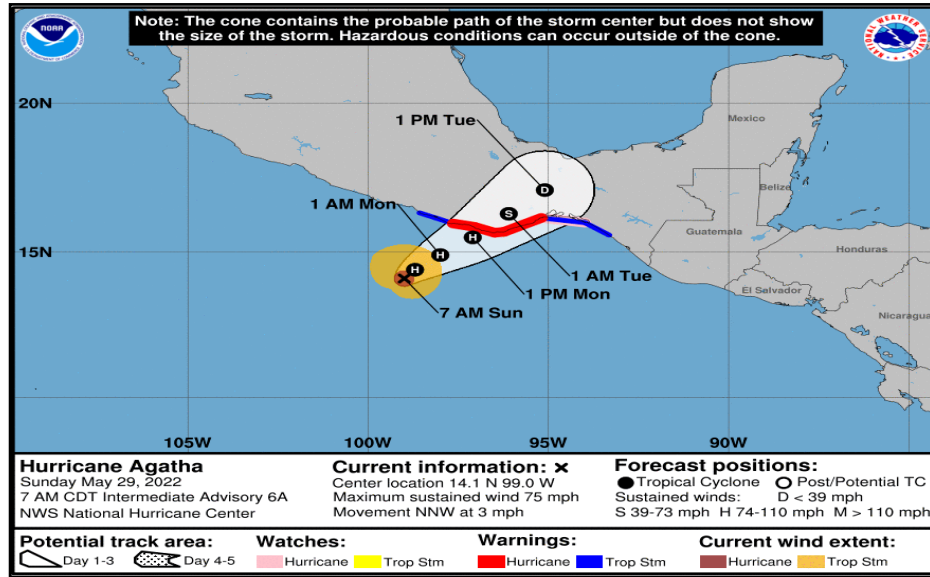 Note: The cone contains the probable path of the storm center but does not show
the size of the storm. Hazardous conditions can occur outside of the cone.
NOAA
NATIONAL WEATHER SERVICE
20N
1 PM Tue
Mexico
D
Belize
1 AM Mon
S
H
Guatemala
15N
H
H
Honduras
1 AM Tue
1 PM Mon
El Salvador
7 AM Sun
Nicaragua
105W
100W
95W
90W
Hurricane Agatha
Sunday May 29, 2022
7 AM CDT Intermediate Advisory 6A
NWS National Hurricane Center
Current information: ×
Center location 14.1 N 99.0 W
Maximum sustained wind 75 mph
Movement NNW at 3 mph
Forecast positions:
Tropical Cyclone Post/Potential TC
Sustained winds: D < 39 mph
S 39-73 mph H 74-110 mph M > 110 mph
Potential track area:
Day 1-3 Day 4-5
Watches:
Hurricane Trop Stm
Warnings:
Hurricane Trop Stm
Current wind extent:
Hurricane Trop Stm